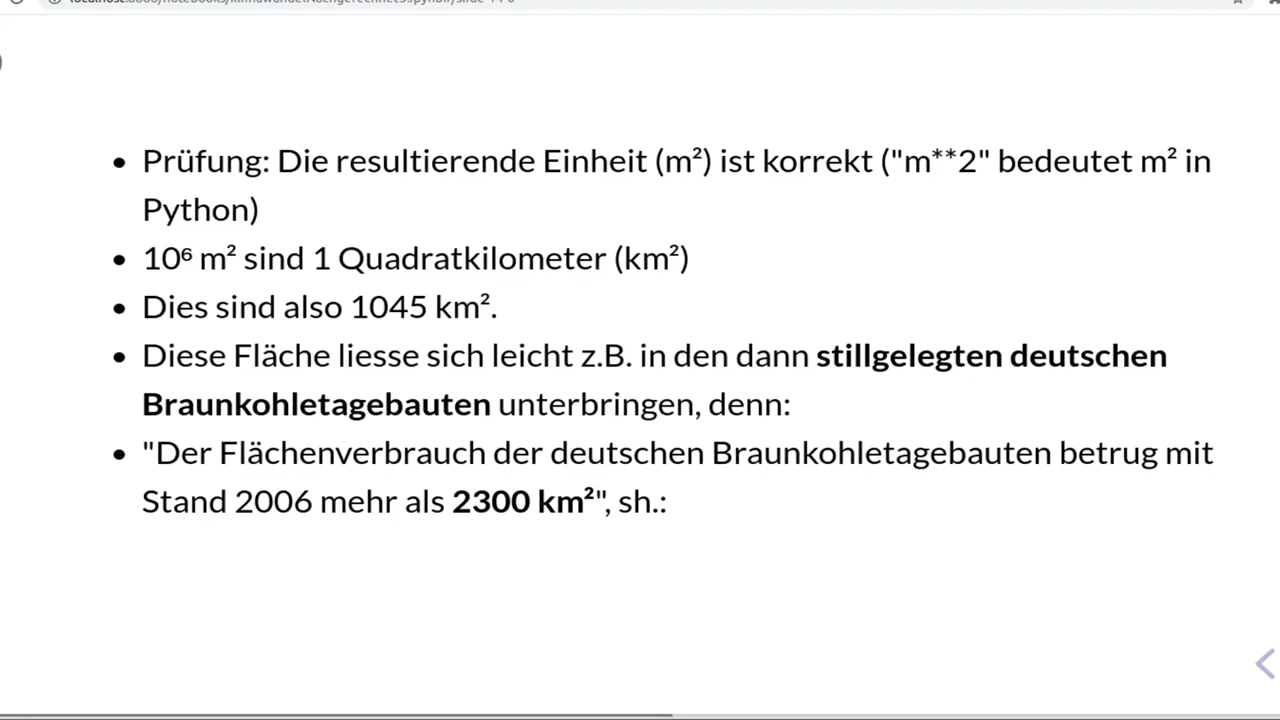 • Prüfung: Die resultierende Einheit (m²) ist korrekt ("m**2" bedeutet m² in
Python)
• 10⁶ m² sind 1 Quadratkilometer (km²)
• Dies sind also 1045 km².
• Diese Fläche liesse sich leicht z.B. in den dann stillgelegten deutschen
Braunkohletagebauten unterbringen, denn:
• "Der Flächenverbrauch der deutschen Braunkohletagebauten betrug mit
Stand 2006 mehr als 2300 km²", sh.: